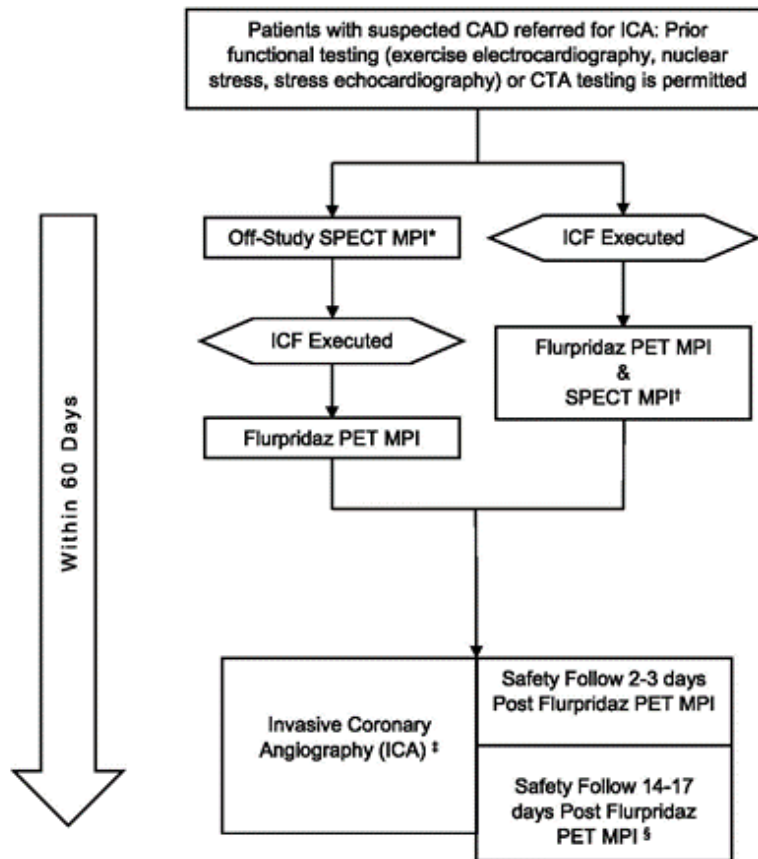 Patients with suspected CAD referred for ICA: Prior
functional testing (exercise electrocardiography, nuclear
stress, stress echocardiography) or CTA testing is permitted
Off-Study SPECT MPI*
ICF Executed
ICF Executed
Flurpridaz PET MPI
Flurpridaz PET MPI
&
SPECT MPI†
Within 60 Days
Invasive Coronary
Angiography (ICA) ‡
Safety Follow 2-3 days
Post Flurpridaz PET MPI
Safety Follow 14-17
days Post Flurpridaz
PET MPI §